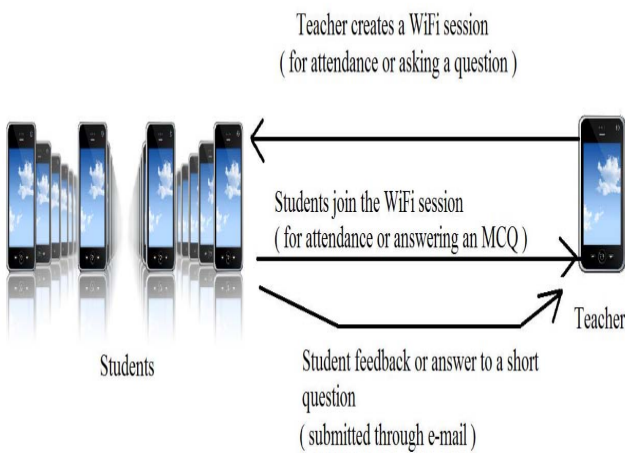 Teacher creates a WiFi session
( for attendance or asking a question )
Students join the WiFi session
( for attendance or answering an MCQ )
Teacher
Students
Student feedback or answer to a short
question
( submitted through e-mail )